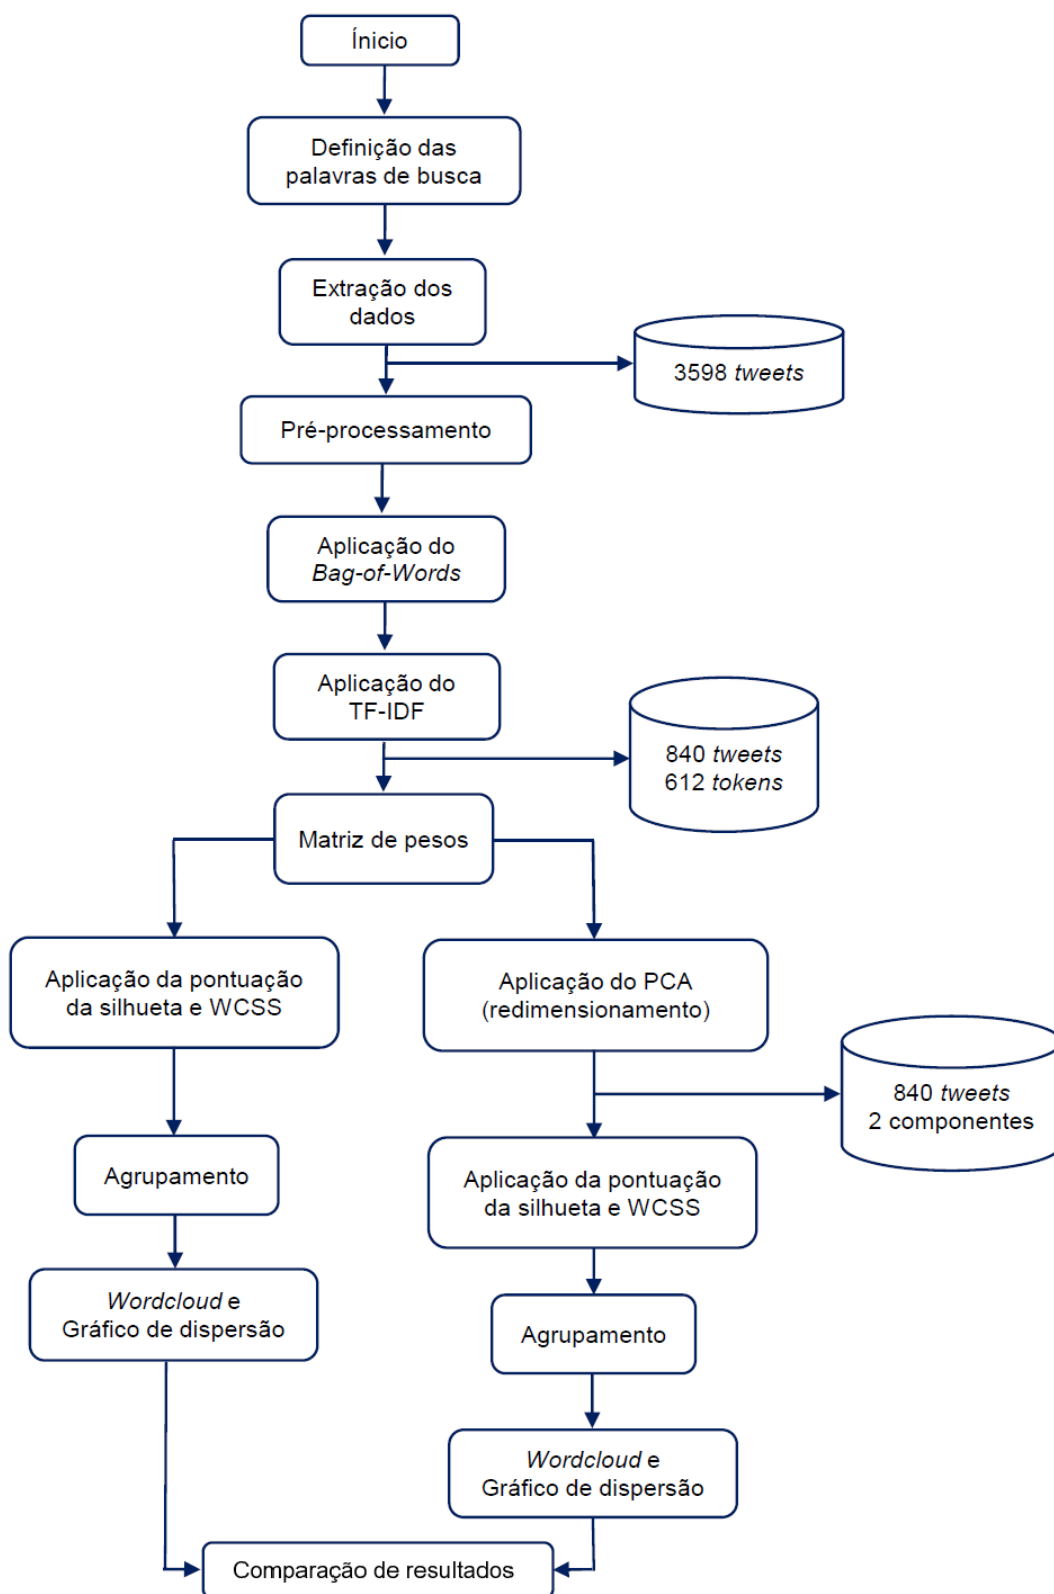 Ínicio
Definição das
palavras de busca
Extração dos
dados
3598 tweets
Pré-processamento
Aplicação do
Bag-of-Words
Aplicação do
TF-IDF
840 tweets
612 tokens
Matriz de pesos
Aplicação da pontuação
da silhueta e WCSS
Aplicação do PCA
(redimensionamento)
840 tweets
2 componentes
Agrupamento
Aplicação da pontuação
da silhueta e WCSS
Wordcloud e
Gráfico de dispersão
Agrupamento
Wordcloud e
Gráfico de dispersão
Comparação de resultados